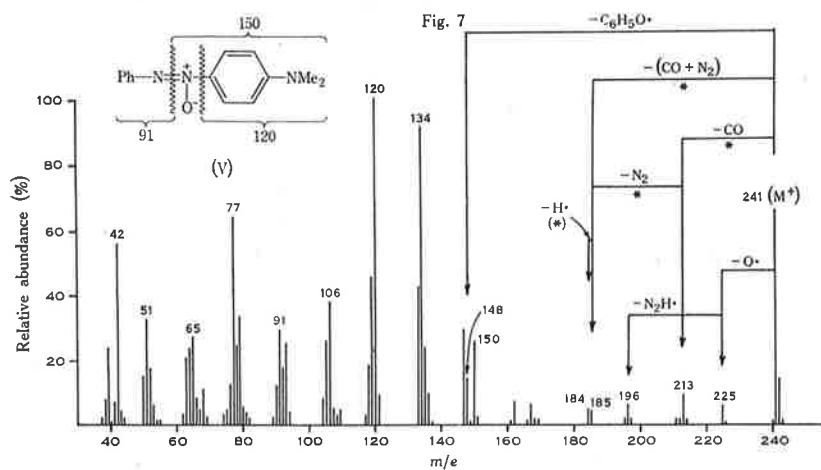 Fig. 7
150
Ph–N=N–
+
O-
NMe₂
91
120
(V)
−C₆H₅O•
−(CO + N₂)
*
−CO
*
−N₂
*
−H•
(*)
241 (M⁺)
−O•
−N₂H•
Relative abundance (%)
100
80
60
40
20
42
51
65
77
91
106
120
134
148
150
184
185
196
213
225
40
60
80
100
120
140
160
180
200
220
240
m/e